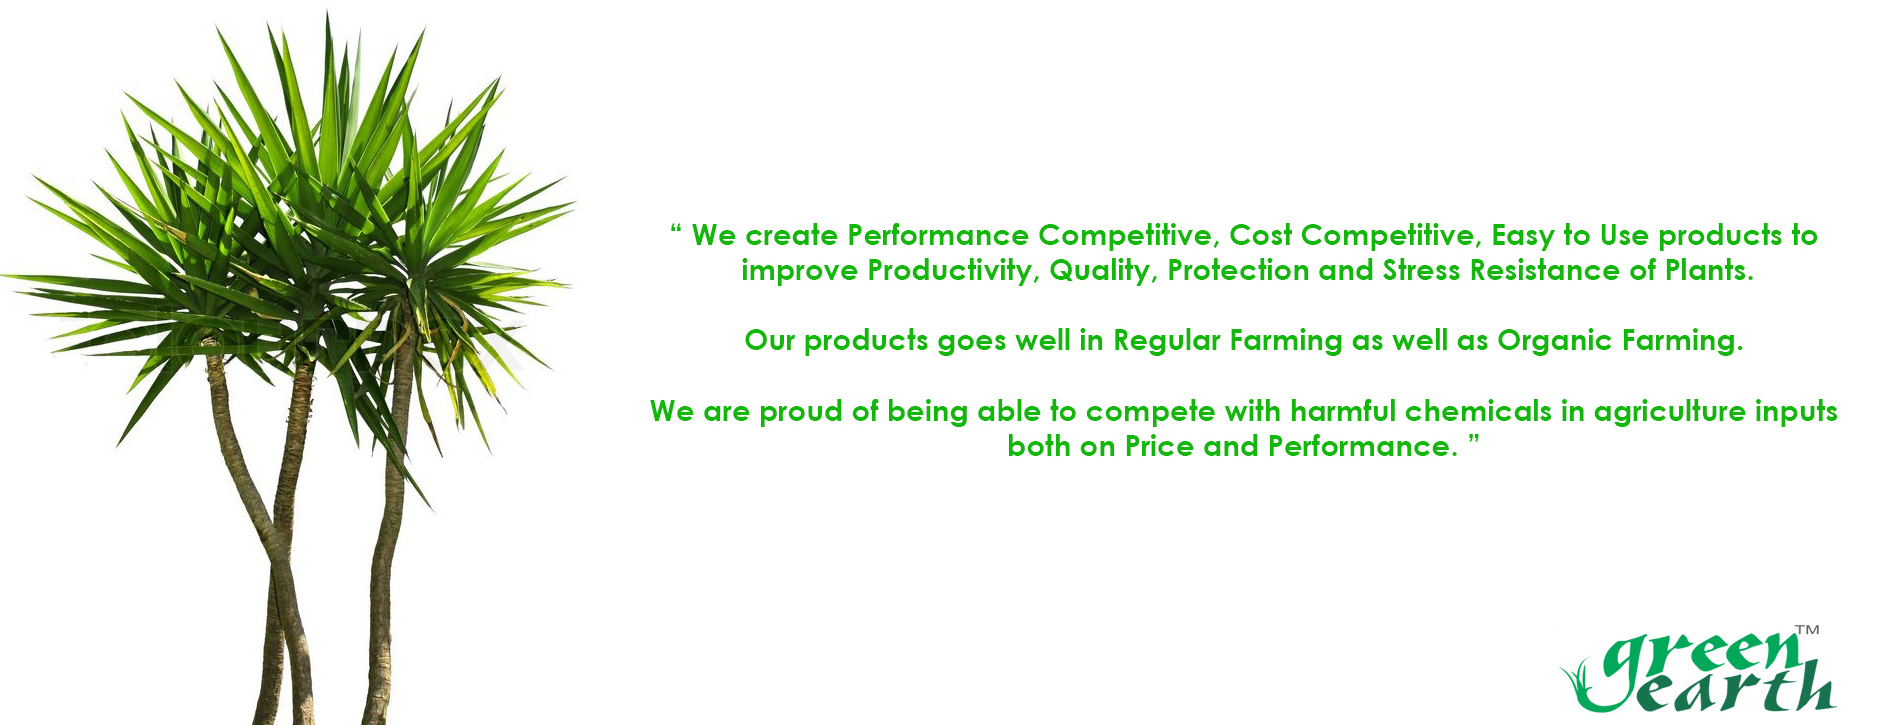 “ We create Performance Competitive, Cost Competitive, Easy to Use products to
improve Productivity, Quality, Protection and Stress Resistance of Plants.
Our products goes well in Regular Farming as well as Organic Farming.
We are proud of being able to compete with harmful chemicals in agriculture inputs
both on Price and Performance. ”
green TM
earth